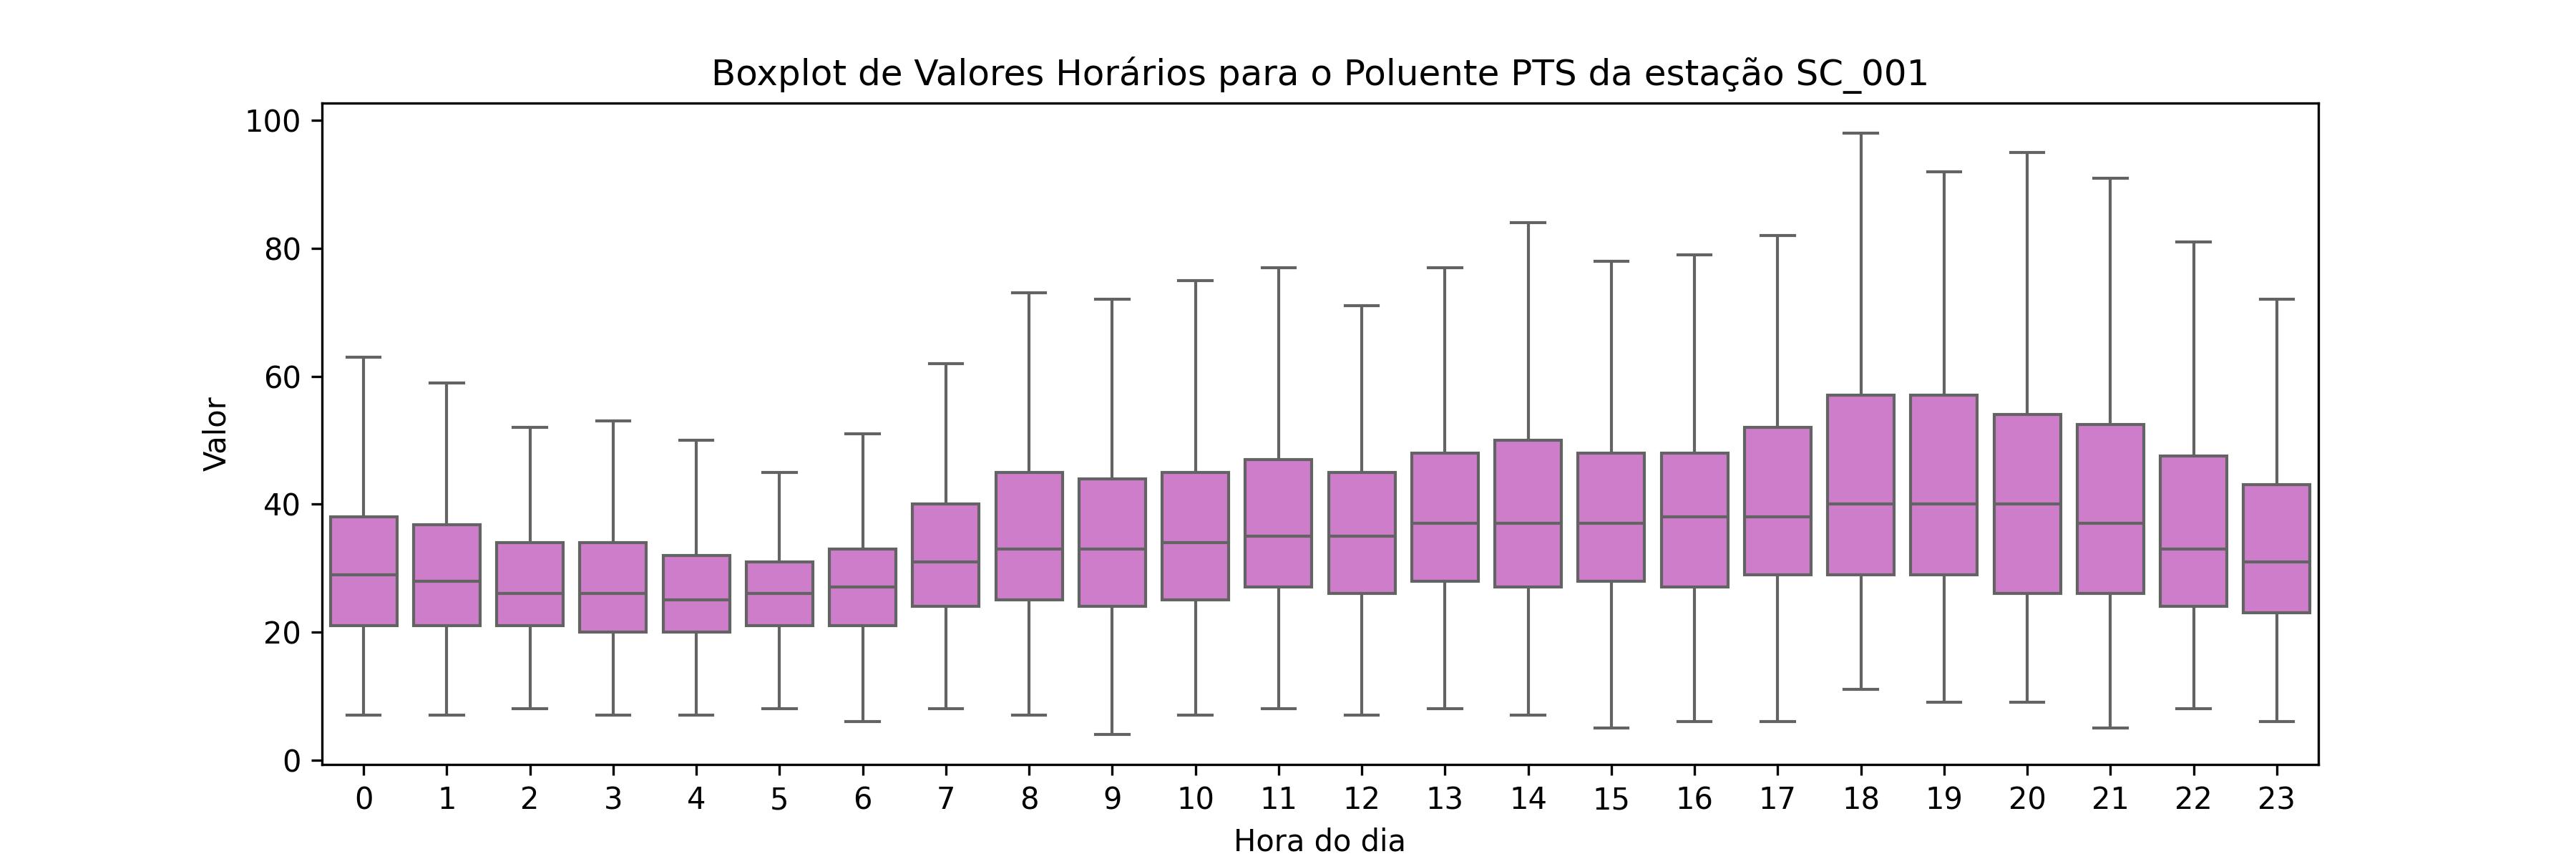 Boxplot de Valores Horários para o Poluente PTS da estação SC_001
100
80
60
40
20
0
Valor
0 1 2 3 4 5 6 7 8 9 10 11 12 13 14 15 16 17 18 19 20 21 22 23
Hora do dia